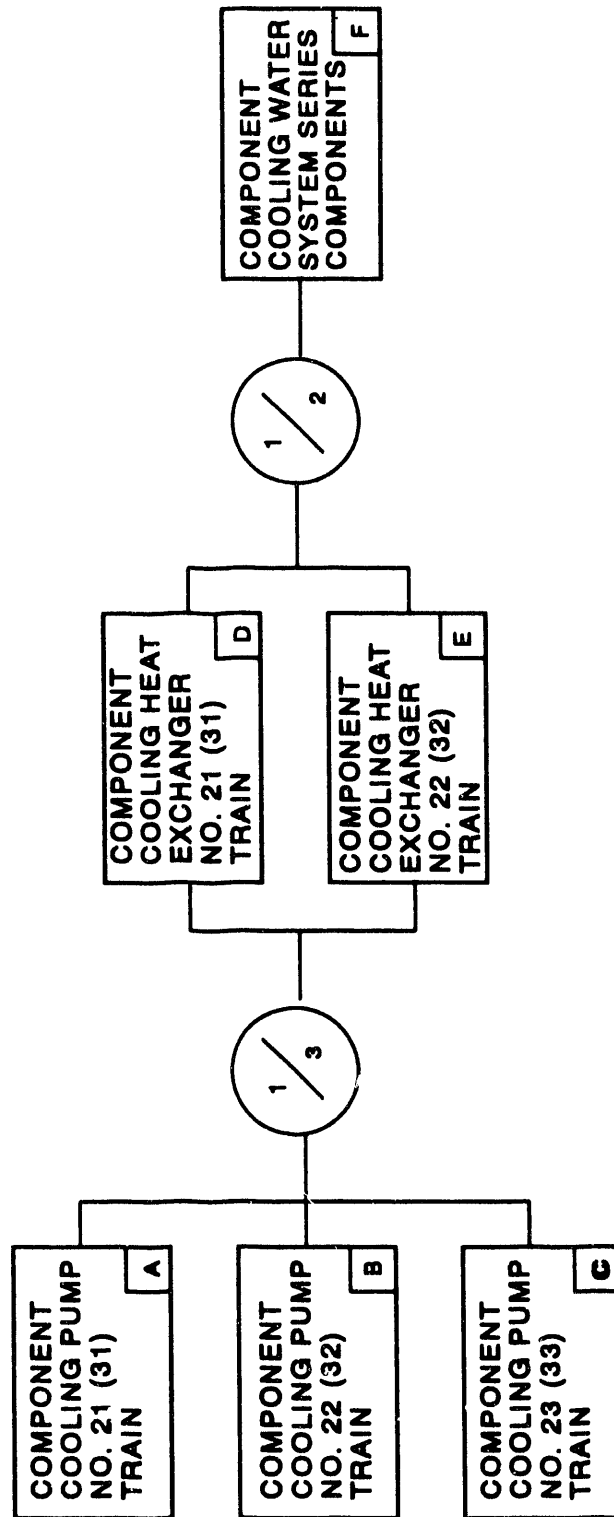 COMPONENT
COOLING PUMP
NO. 21 (31)
TRAIN
A
COMPONENT
COOLING PUMP
NO. 22 (32)
TRAIN
B
COMPONENT
COOLING PUMP
NO. 23 (33)
TRAIN
C
1/3
COMPONENT
COOLING HEAT
EXCHANGER
NO. 21 (31)
TRAIN
D
COMPONENT
COOLING HEAT
EXCHANGER
NO. 22 (32)
TRAIN
E
1/2
COMPONENT
COOLING WATER
SYSTEM SERIES
COMPONENTS
F